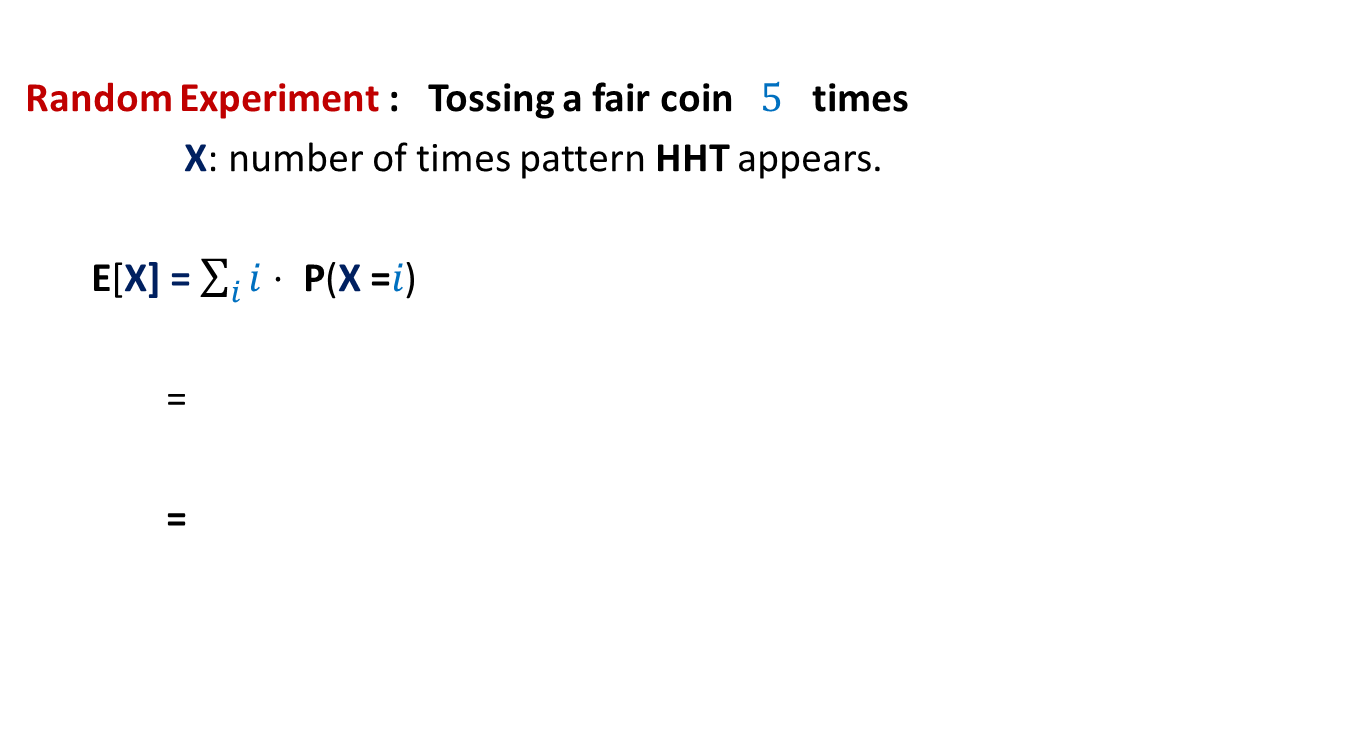 Random Experiment : Tossing a fair coin 5 times
X: number of times pattern HHT appears.
E[X] = ∑ᵢ i · P(X =i)
=
=